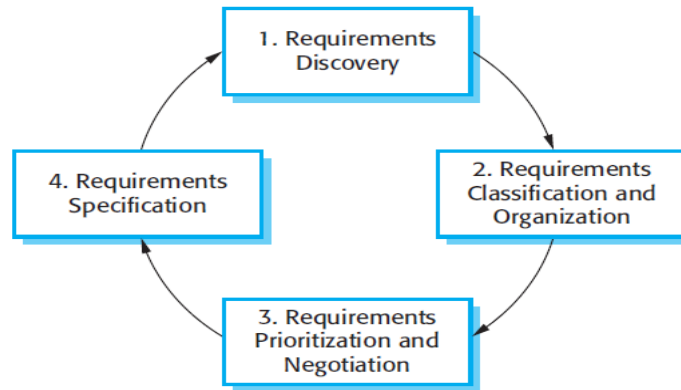 1. Requirements
Discovery
2. Requirements
Classification and
Organization
3. Requirements
Prioritization and
Negotiation
4. Requirements
Specification